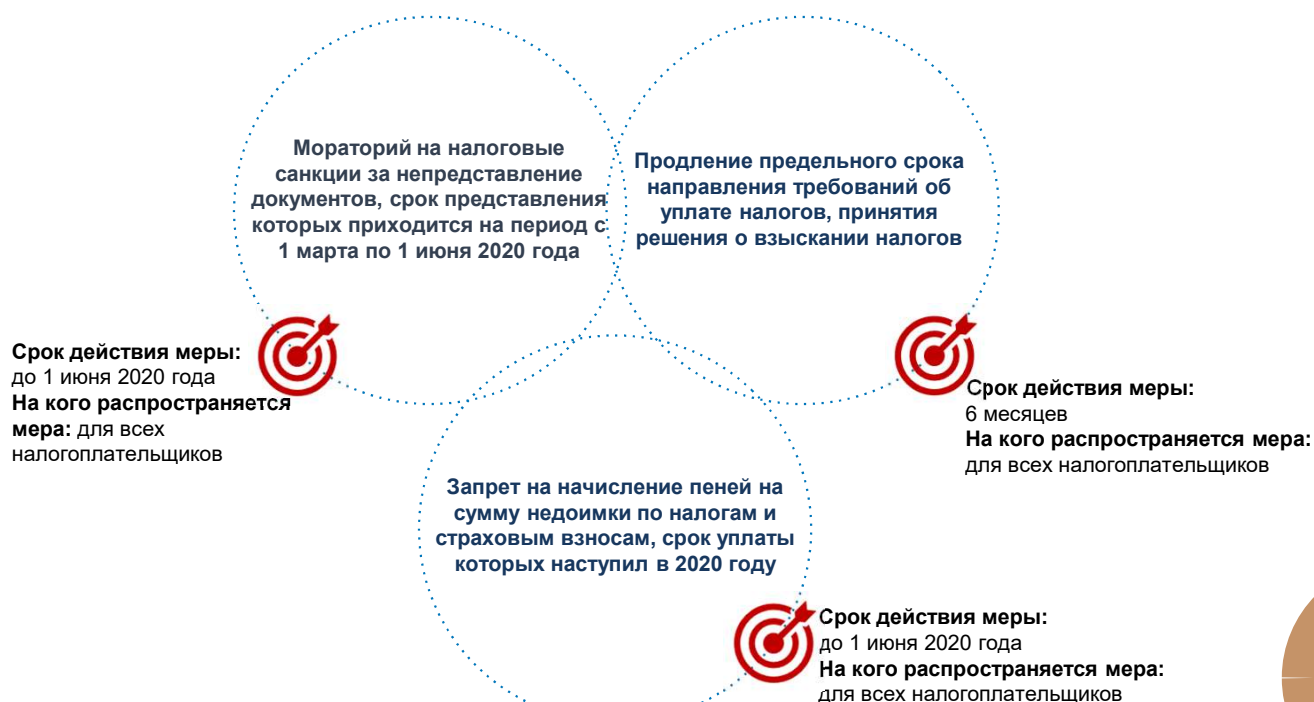 Мораторий на налоговые
санкции за непредставление
документов, срок представления
которых приходится на период с
1 марта по 1 июня 2020 года
Продление предельного срока
направления требований об
уплате налогов, принятия
решения о взыскании налогов
Срок действия меры:
до 1 июня 2020 года
На кого распространяется
мера: для всех
налогоплательщиков
Срок действия меры:
6 месяцев
На кого распространяется мера:
для всех налогоплательщиков
Запрет на начисление пеней на
сумму недоимки по налогам и
страховым взносам, срок уплаты
которых наступил в 2020 году
Срок действия меры:
до 1 июня 2020 года
На кого распространяется мера:
для всех налогоплательщиков